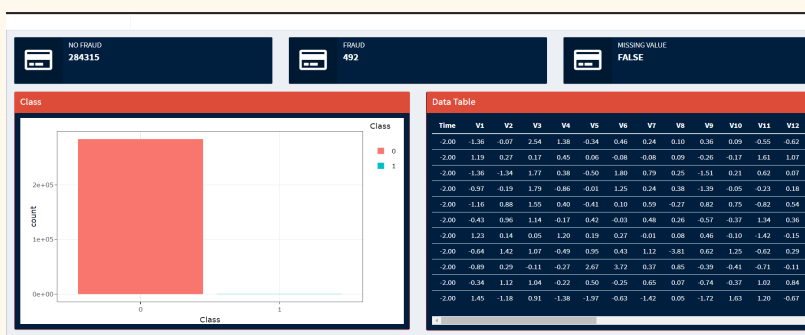 NO FRAUD
284315
FRAUD
492
MISSING VALUE
FALSE
Class
Class
0
1
2e+05-
1e+05-
0e+00-
count
0
1
Class
Data Table
Time V1 V2 V3 V4 V5 V6 V7 V8 V9 V10 V11 V12
-2.00 -1.36 -0.07 2.54 1.38 -0.34 0.46 0.24 0.10 0.36 0.09 -0.55 -0.62
-2.00 1.19 0.27 0.17 0.45 0.06 -0.08 -0.08 0.09 -0.26 -0.17 1.61 1.07
-2.00 -1.36 -1.34 1.77 0.38 -0.50 1.80 0.79 0.25 -1.51 0.21 0.62 0.07
-2.00 -0.97 -0.19 1.79 -0.86 -0.01 1.25 0.24 0.38 -1.39 -0.05 -0.23 0.18
-2.00 -1.16 0.88 1.55 0.40 -0.41 0.10 0.59 -0.27 0.82 0.75 -0.82 0.54
-2.00 -0.43 0.96 1.14 -0.17 0.42 -0.03 0.48 0.26 -0.57 -0.37 1.34 0.36
-2.00 1.23 0.14 0.05 1.20 0.19 0.27 -0.01 0.08 0.46 -0.10 -1.42 -0.15
-2.00 -0.64 1.42 1.07 -0.49 0.95 0.43 1.12 -3.81 0.62 1.25 -0.62 0.29
-2.00 -0.89 0.29 -0.11 -0.27 2.67 3.72 0.37 0.85 -0.39 -0.41 -0.71 -0.11
-2.00 -0.34 1.12 1.04 -0.22 0.50 -0.25 0.65 0.07 -0.74 -0.37 1.02 0.84
-2.00 1.45 -1.18 0.91 -1.38 -1.97 -0.63 -1.42 0.05 -1.72 1.63 1.20 -0.67